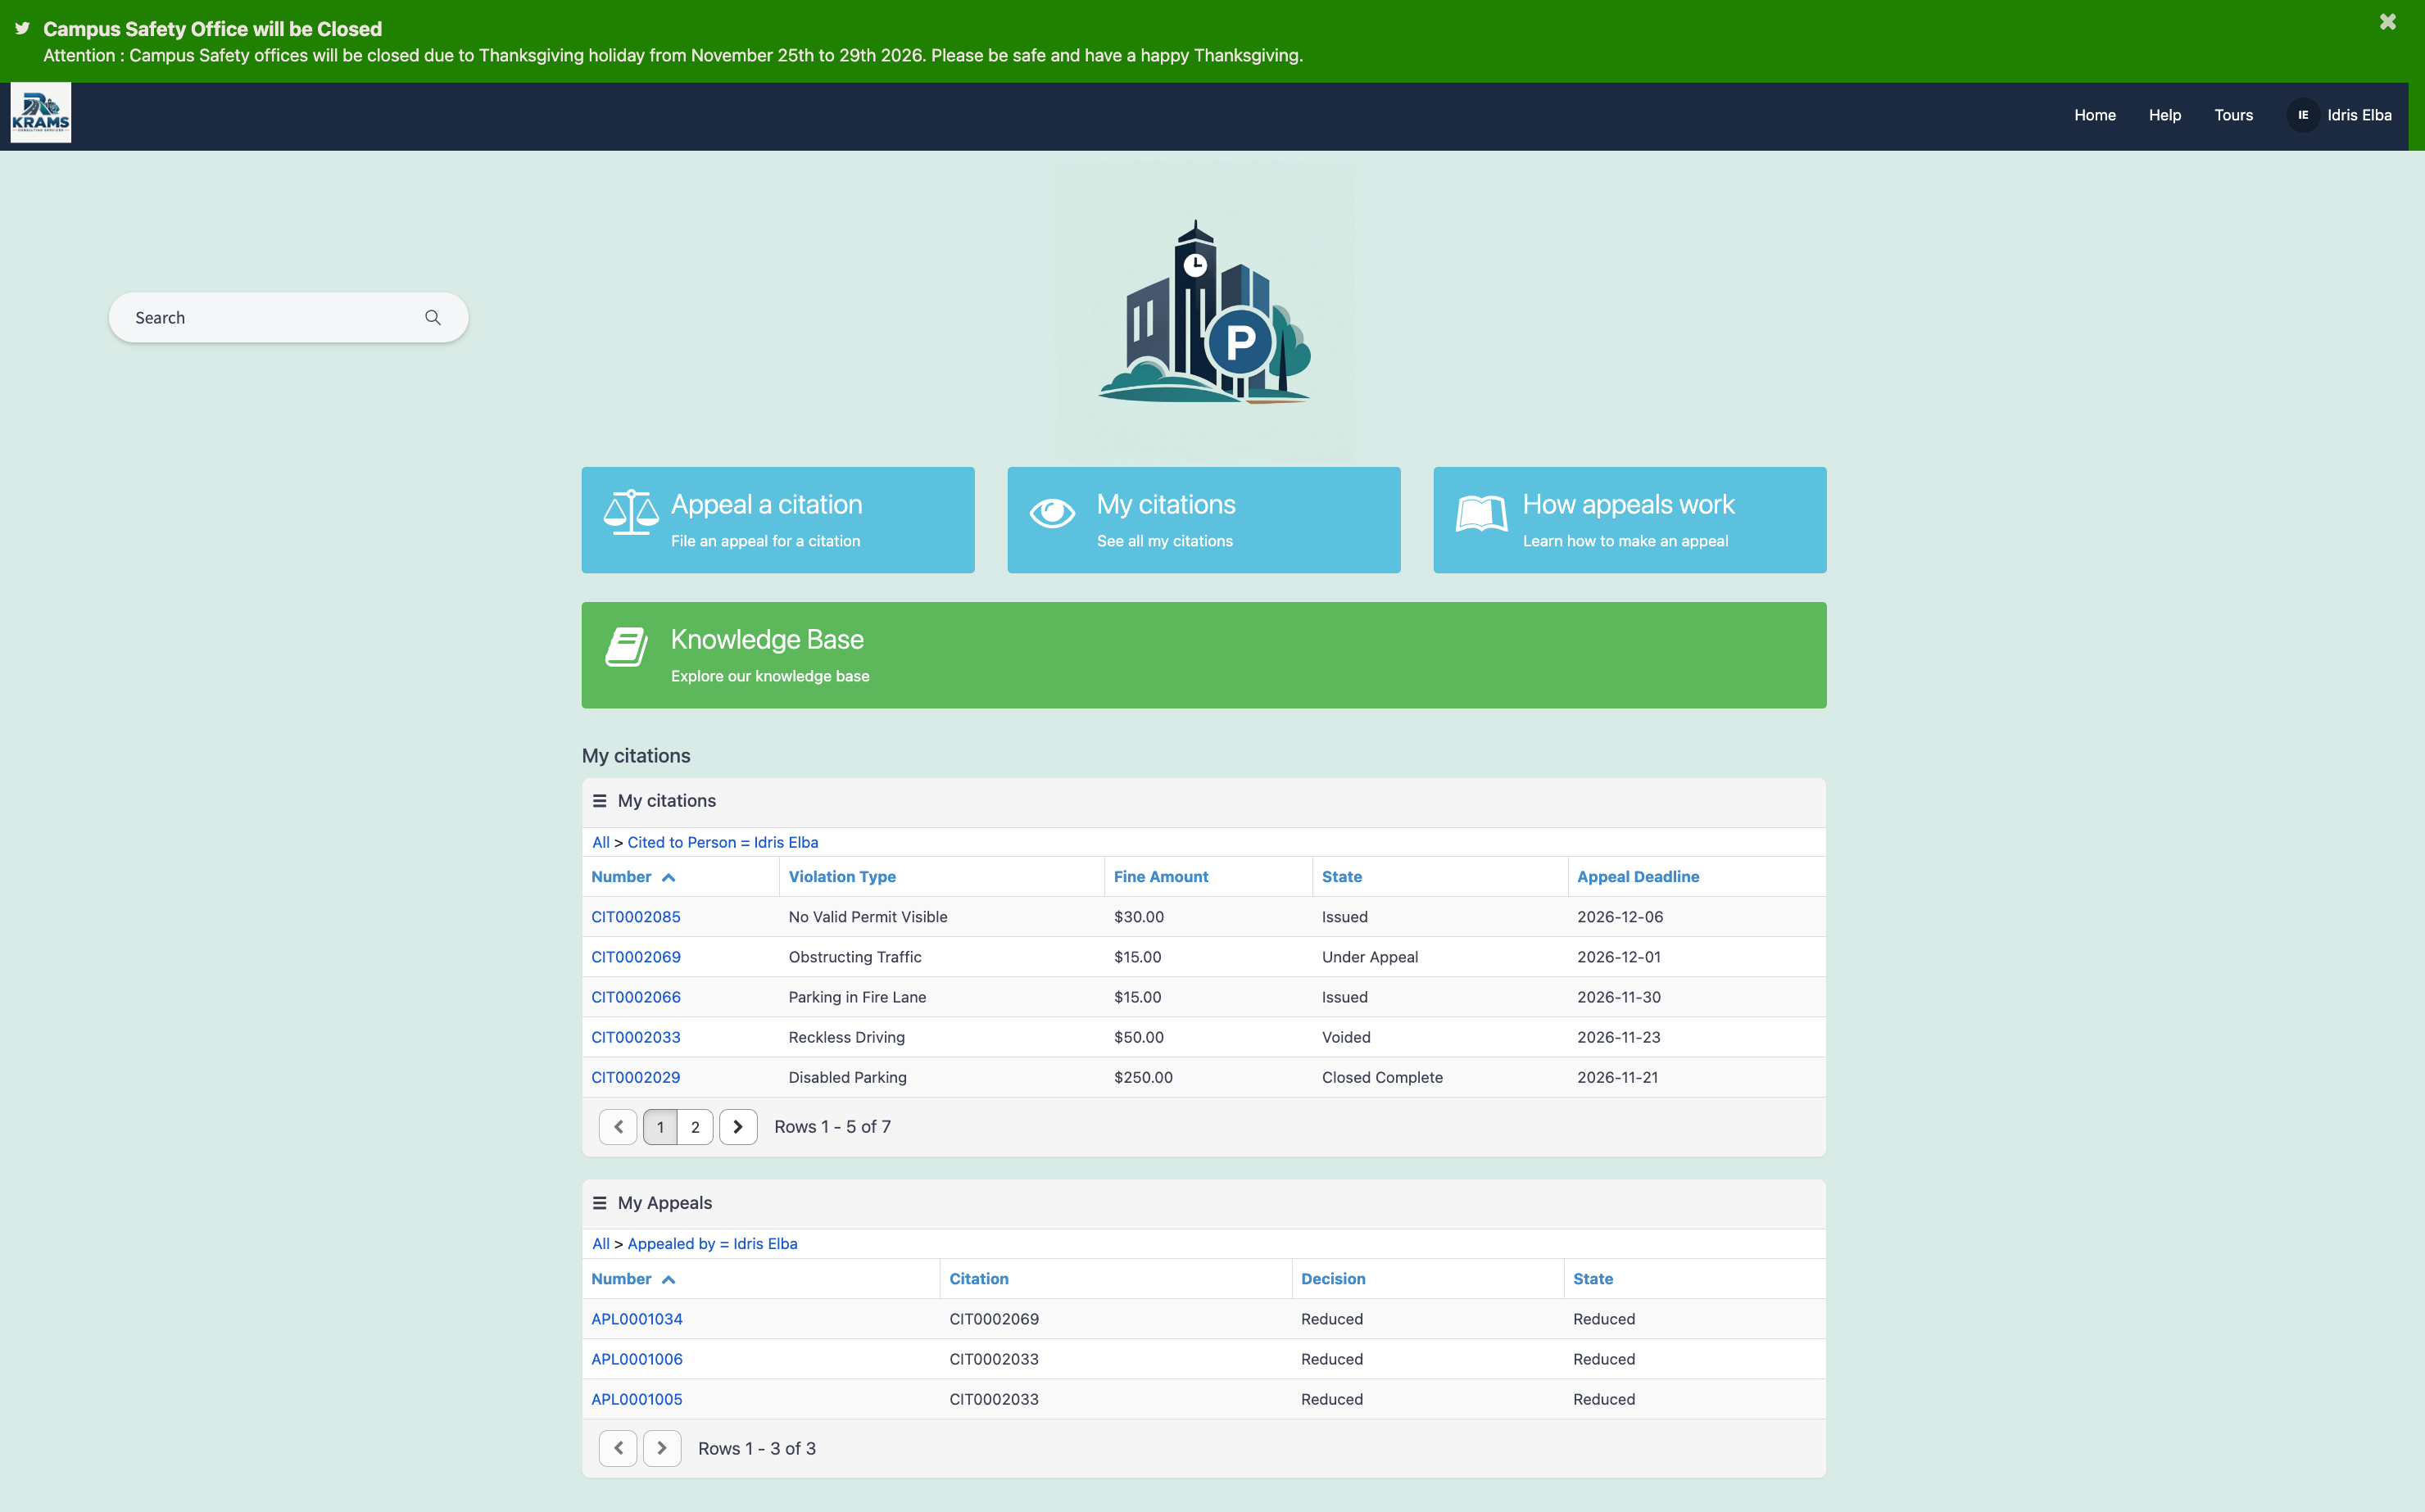 Campus Safety Office will be Closed
Attention : Campus Safety offices will be closed due to Thanksgiving holiday from November 25th to 29th 2026. Please be safe and have a happy Thanksgiving.
KRAMS
Home Help Tours IE Idris Elba
Search
P
Appeal a citation
File an appeal for a citation
My citations
See all my citations
How appeals work
Learn how to make an appeal
Knowledge Base
Explore our knowledge base
My citations
My citations
All > Cited to Person = Idris Elba
Number Violation Type Fine Amount State Appeal Deadline
CIT0002085 No Valid Permit Visible $30.00 Issued 2026-12-06
CIT0002069 Obstructing Traffic $15.00 Under Appeal 2026-12-01
CIT0002066 Parking in Fire Lane $15.00 Issued 2026-11-30
CIT0002033 Reckless Driving $50.00 Voided 2026-11-23
CIT0002029 Disabled Parking $250.00 Closed Complete 2026-11-21
1 2 Rows 1 - 5 of 7
My Appeals
All > Appealed by = Idris Elba
Number Citation Decision State
APL0001034 CIT0002069 Reduced Reduced
APL0001006 CIT0002033 Reduced Reduced
APL0001005 CIT0002033 Reduced Reduced
Rows 1 - 3 of 3